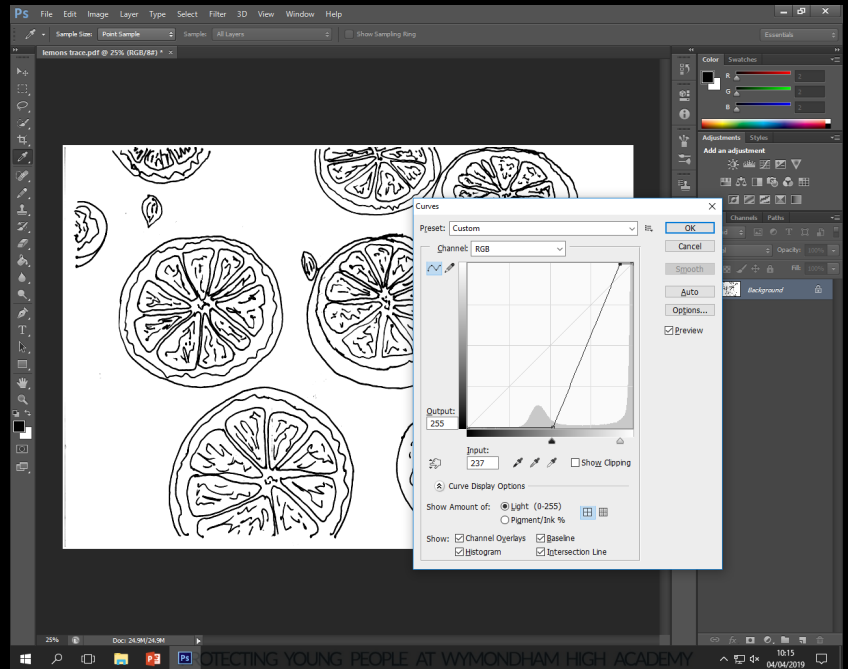 Ps File Edit Image Layer Type Select Filter 3D View Window Help
Sample Size: Point Sample Sample: All Layers Show Sampling Ring Essentials
lemons trace.pdf @ 25% (RGB/8#) * ×
Color Swatches
R 2
G 2
B 2
Adjustments Styles
Add an adjustment
Channels Paths
Opacity: 100%
Fill: 100%
Background
Curves
Preset: Custom OK
Channel: RGB Cancel
Smooth
Auto
Options...
Preview
Output:
255
Input:
237 Show Clipping
Curve Display Options
Show Amount of: Light (0-255)
Pigment/Ink %
Show: Channel Overlays Baseline
Histogram Intersection Line
25% Doc: 24.9M/24.9M
fx
Ps
ROTECTING YOUNG PEOPLE AT WYMONDHAM HIGH ACADEMY
10:15
04/04/2019